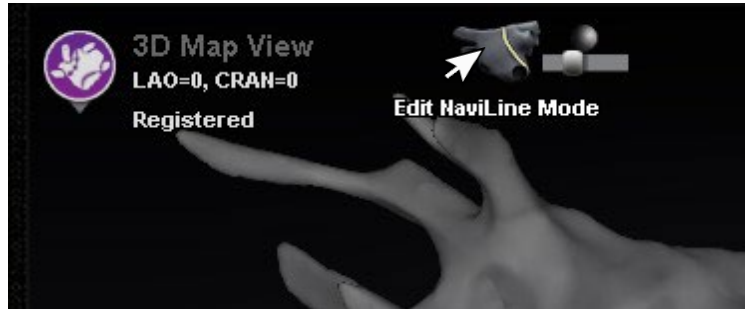 3D Map View
LAO=0, CRAN=0
Registered
Edit NaviLine Mode